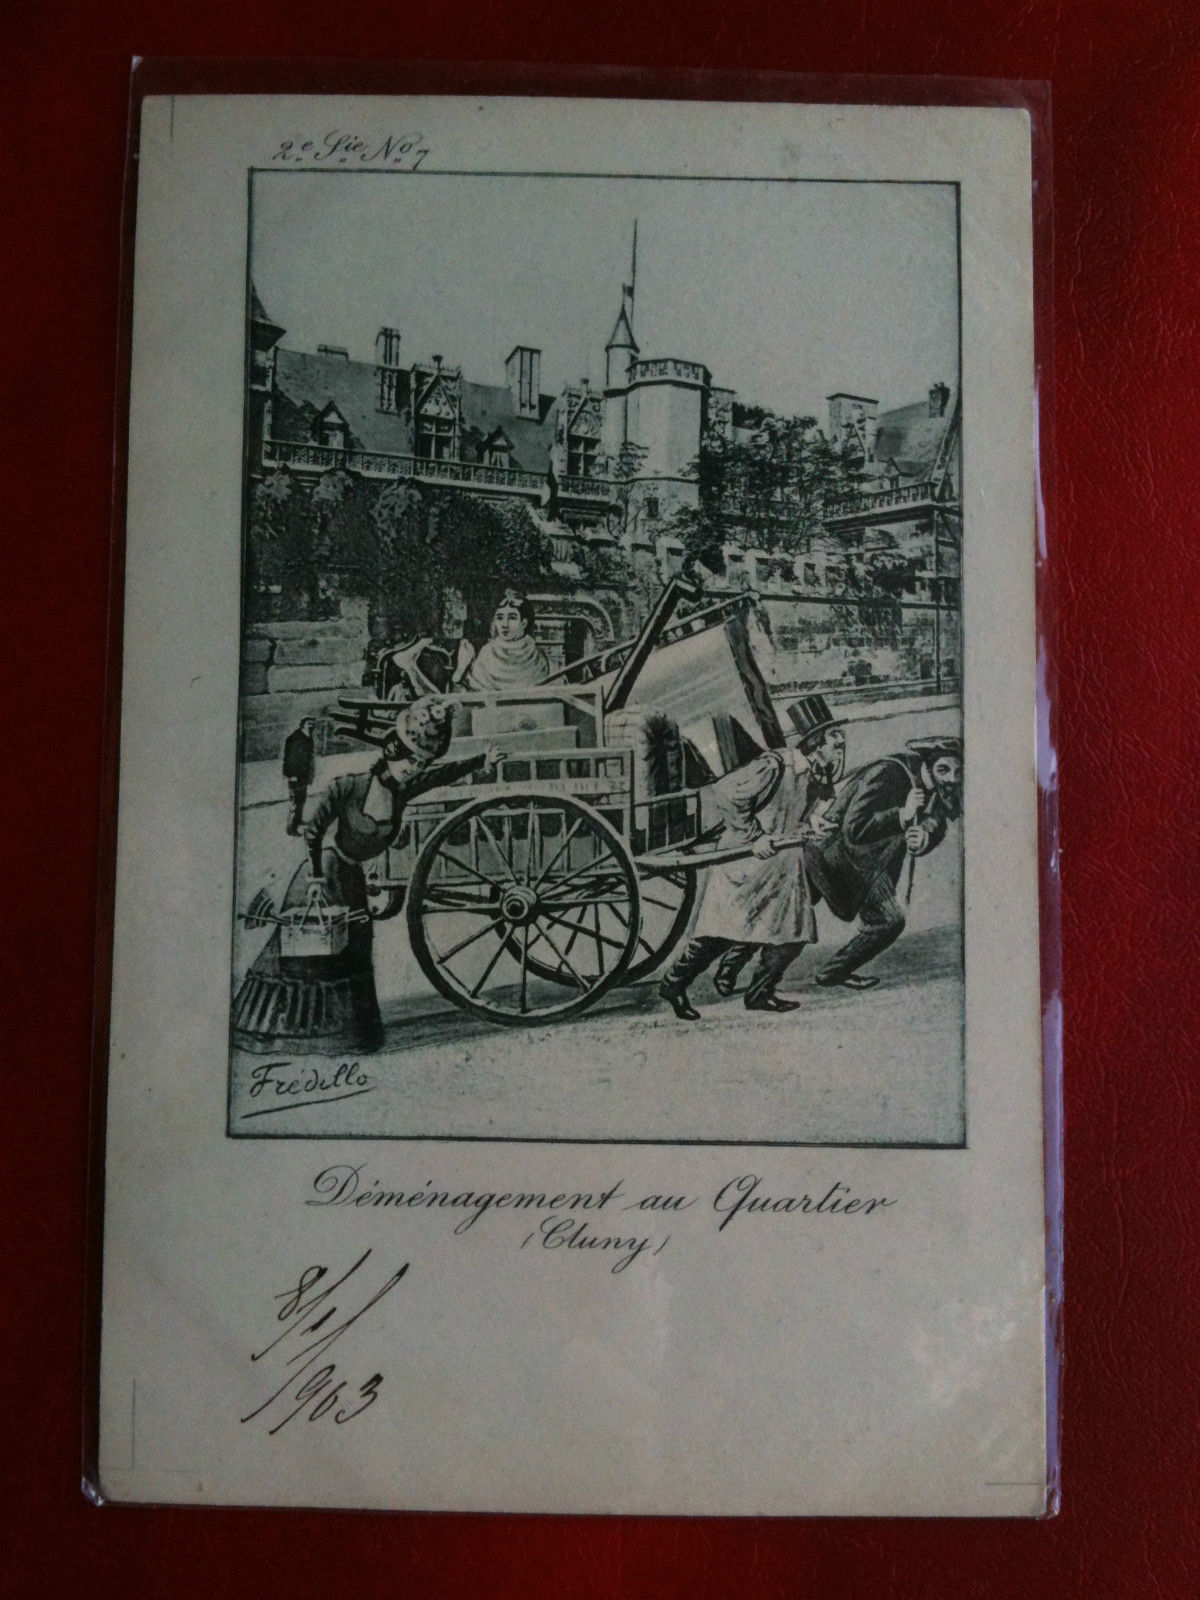 2e Sie No 7
Frédillo
Déménagement au Quartier
(Cluny)
8/1/
1903